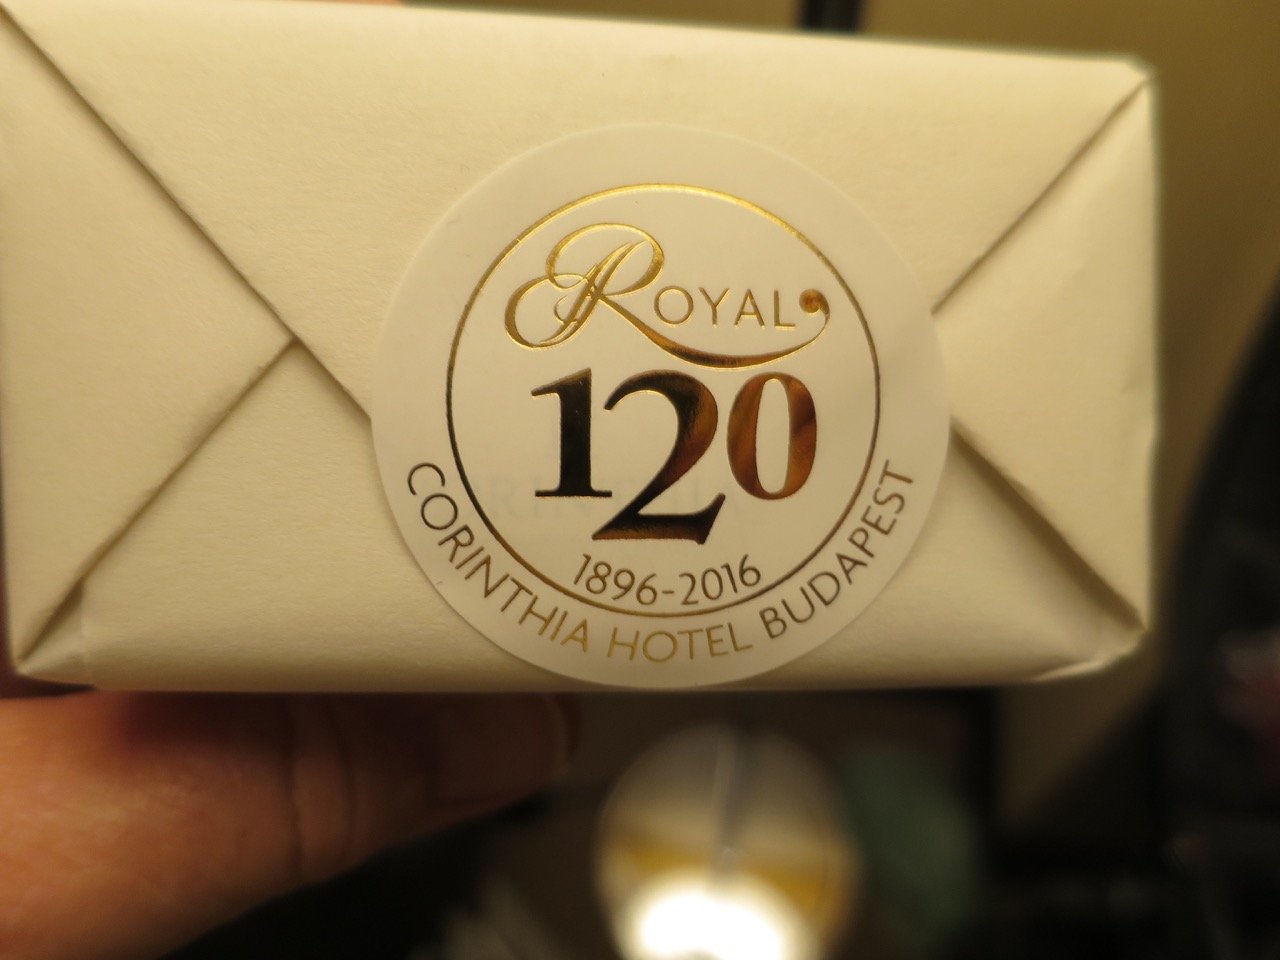 ROYAL
120
1896-2016
CORINTHIA HOTEL BUDAPEST